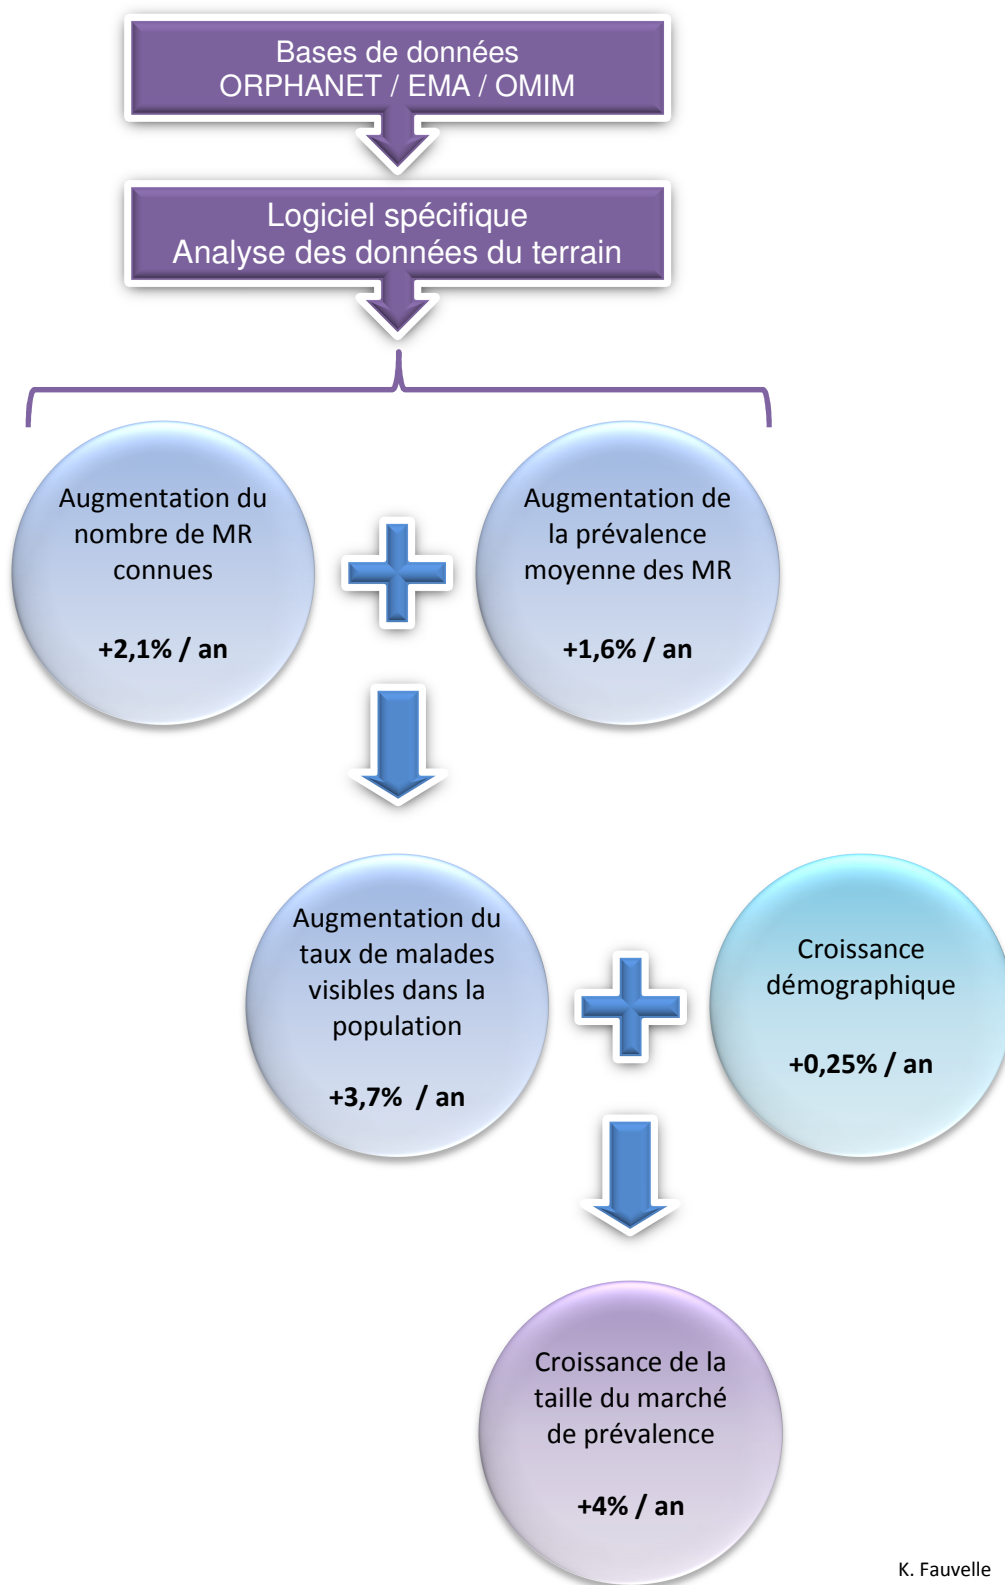 Bases de données
ORPHANET / EMA / OMIM
Logiciel spécifique
Analyse des données du terrain
Augmentation du
nombre de MR
connues
+2,1% / an
Augmentation de
la prévalence
moyenne des MR
+1,6% / an
Augmentation du
taux de malades
visibles dans la
population
+3,7% / an
Croissance
démographique
+0,25% / an
Croissance de la
taille du marché
de prévalence
+4% / an
K. Fauvelle